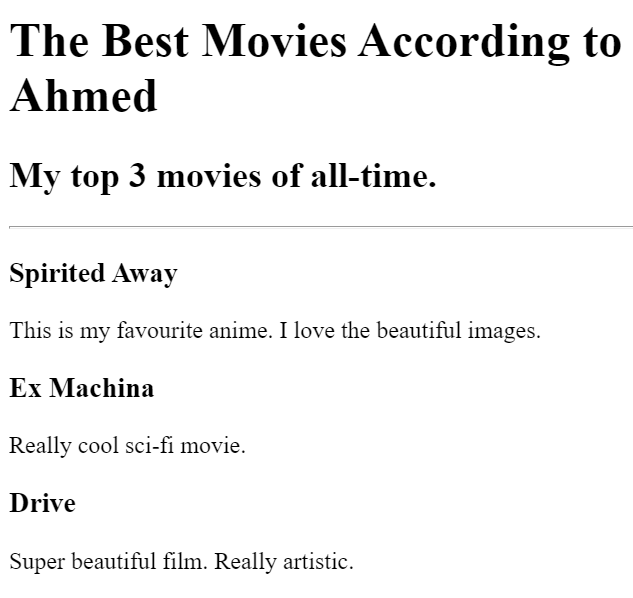 The Best Movies According to
Ahmed
My top 3 movies of all-time.
Spirited Away
This is my favourite anime. I love the beautiful images.
Ex Machina
Really cool sci-fi movie.
Drive
Super beautiful film. Really artistic.